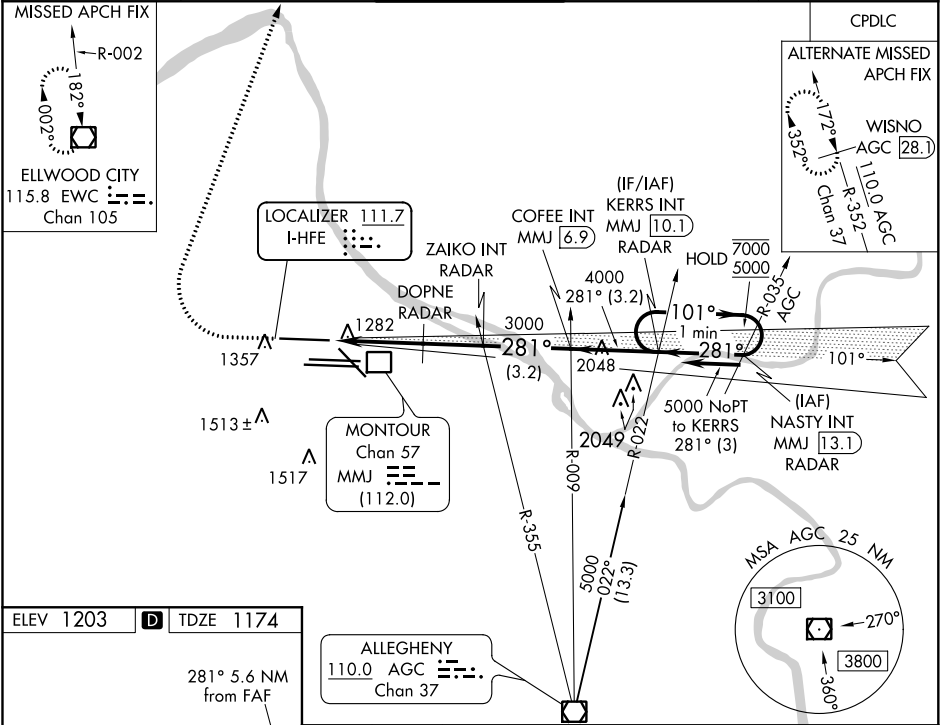 MISSED APCH FIX
R-002
182°
002°
ELLWOOD CITY
115.8 EWC
Chan 105
CPDLC
ALTERNATE MISSED
APCH FIX
172°
352°
WISNO
AGC 28.1
110.0 AGC
R-352
Chan 37
LOCALIZER 111.7
I-HFE
ZAIKO INT
RADAR
DOPNE
RADAR
COFEE INT
MMJ 6.9
(IF/IAF)
KERRS INT
MMJ 10.1
RADAR
HOLD 7000
5000
R-035
AGC
4000
281° (3.2)
101°
1 min
281°
101°
3000
281°
(3.2)
1282
1357
2048
1513 ±
1517
2049
5000 NoPT
to KERRS
281° (3)
(IAF)
NASTY INT
MMJ 13.1
RADAR
MONTOUR
Chan 57
MMJ
(112.0)
R-355
R-009
R-022
5000
022°
(13.3)
MSA AGC 25 NM
3100
270°
3800
360°
ELEV 1203 D TDZE 1174
281° 5.6 NM
from FAF
ALLEGHENY
110.0 AGC
Chan 37